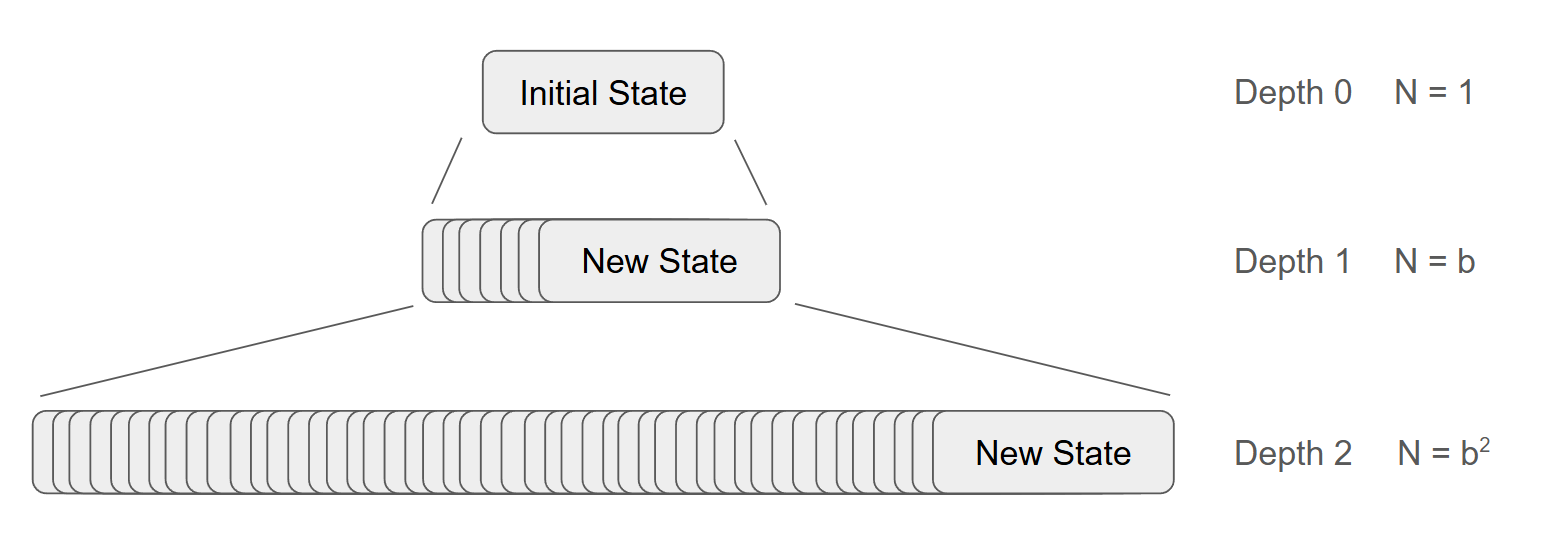 Initial State Depth 0 N = 1
New State Depth 1 N = b
New State Depth 2 N = b²